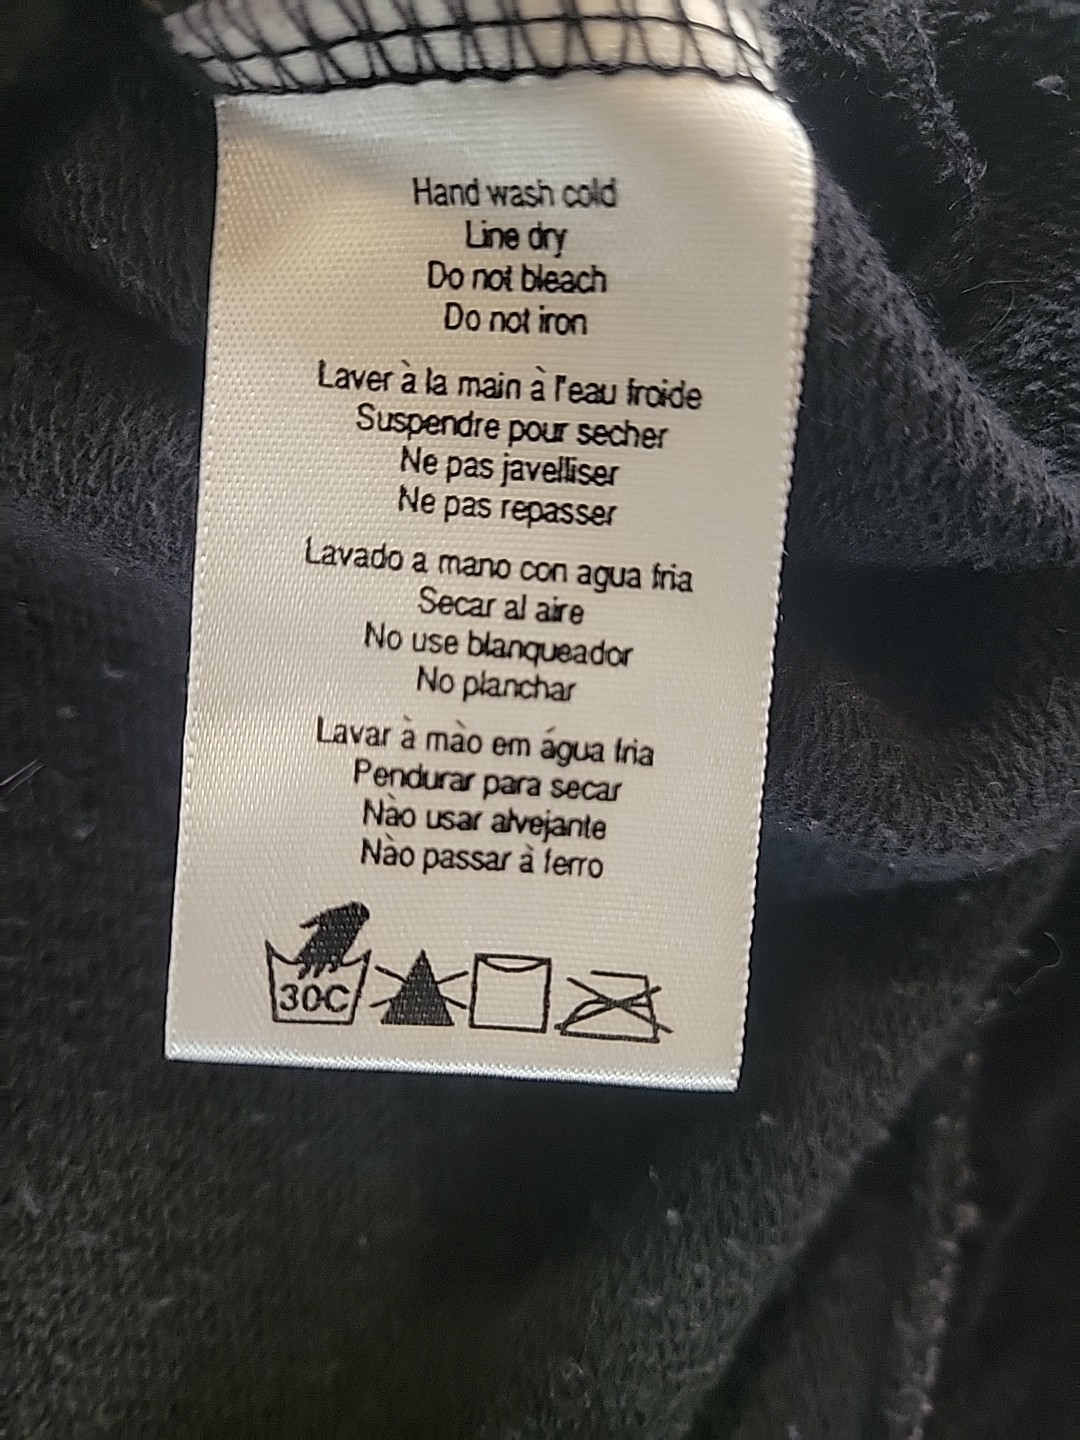 Hand wash cold
Line dry
Do not bleach
Do not iron
Laver à la main à l'eau froide
Suspendre pour secher
Ne pas javelliser
Ne pas repasser
Lavado a mano con agua fria
Secar al aire
No use blanqueador
No planchar
Lavar à mào em água fria
Pendurar para secar
Nào usar alvejante
Nào passar à ferro
30C